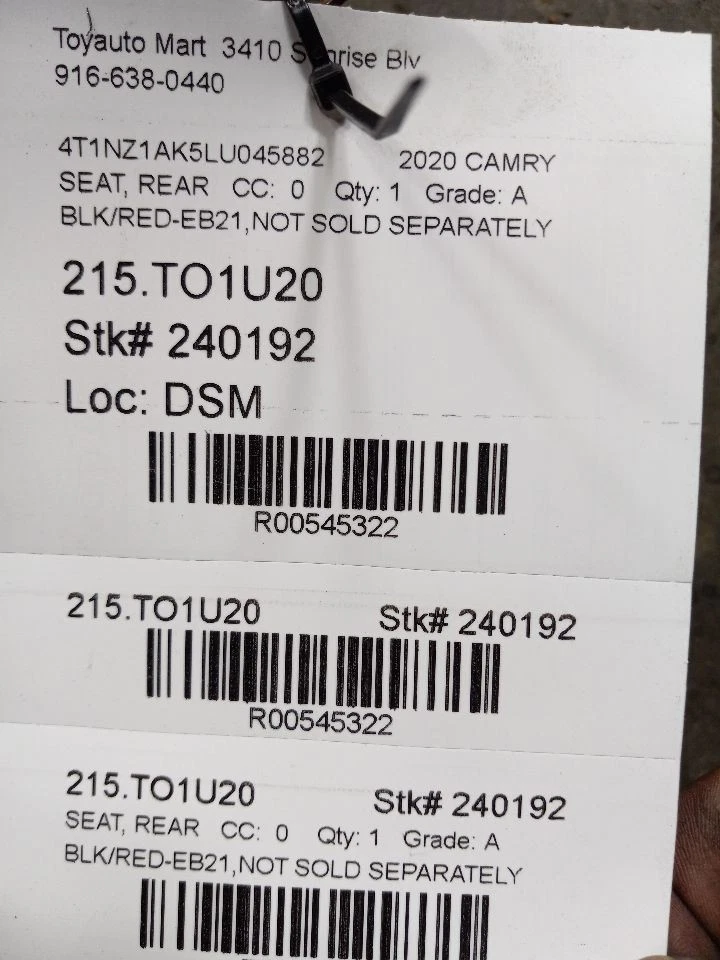 Toyauto Mart 3410 Blv
916-638-0440
4T1NZ1AK5LU045882 2020 CAMRY
SEAT, REAR CC: 0 Qty: 1 Grade: A
BLK/RED-EB21,NOT SOLD SEPARATELY
215.TO1U20
Stk# 240192
Loc: DSM
R00545322
215.TO1U20 Stk# 240192
R00545322
215.TO1U20 Stk# 240192
SEAT, REAR CC: 0 Qty: 1 Grade: A
BLK/RED-EB21,NOT SOLD SEPARATELY